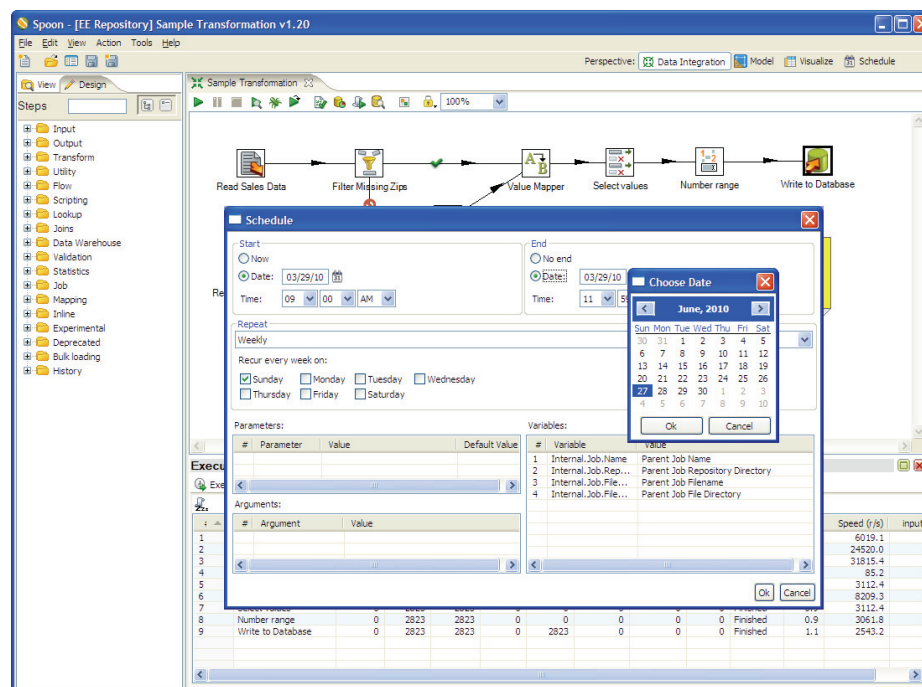 Spoon - [EE Repository] Sample Transformation v1.20
File Edit View Action Tools Help
Perspective: Data Integration Model Visualize Schedule
View Design
Sample Transfomation
Steps
100%
Input
Output
Transform
Utility
Flow
Scripting
Lookup
Joins
Data Warehouse
Validation
Statistics
Job
Mapping
Inline
Experimental
Deprecated
Bulk loading
History
Read Sales Data
Filter Missing Zips
Value Mapper
Select values
Number range
Write to Database
Schedule
Start
Now
Date: 03/29/10
Time: 09 00 AM
End
No end
Date: 03/29/10
Time: 11
Choose Date
June, 2010
Sun Mon Tue Wed Thu Fri Sat
30 31 1 2 3 4 5
6 7 8 9 10 11 12
13 14 15 16 17 18 19
20 21 22 23 24 25 26
27 28 29 30 1 2 3
4 5 6 7 8 9 10
Ok Cancel
Repeat
Weekly
Recur every week on:
Sunday Monday Tuesday Wednesday
Thursday Friday Saturday
Parameters:
# Parameter Value Default Value
Variables:
# Variable Value
1 Internal.Job.Name Parent Job Name
2 Internal.Job.Rep... Parent Job Repository Directory
3 Internal.Job.File... Parent Job Filename
4 Internal.Job.File... Parent Job File Directory
Arguments:
# Argument Value
Ok Cancel
Speed (r/s)
1 6019.1
2 24520.0
3 31815.4
4 85.2
5 3112.4
6 8209.3
7 3112.4
8 Number range 0 2823 2823 0 0 0 0 0 Finished 0.9 3061.8
9 Write to Database 0 2823 2823 0 2823 0 0 0 Finished 1.1 2543.2